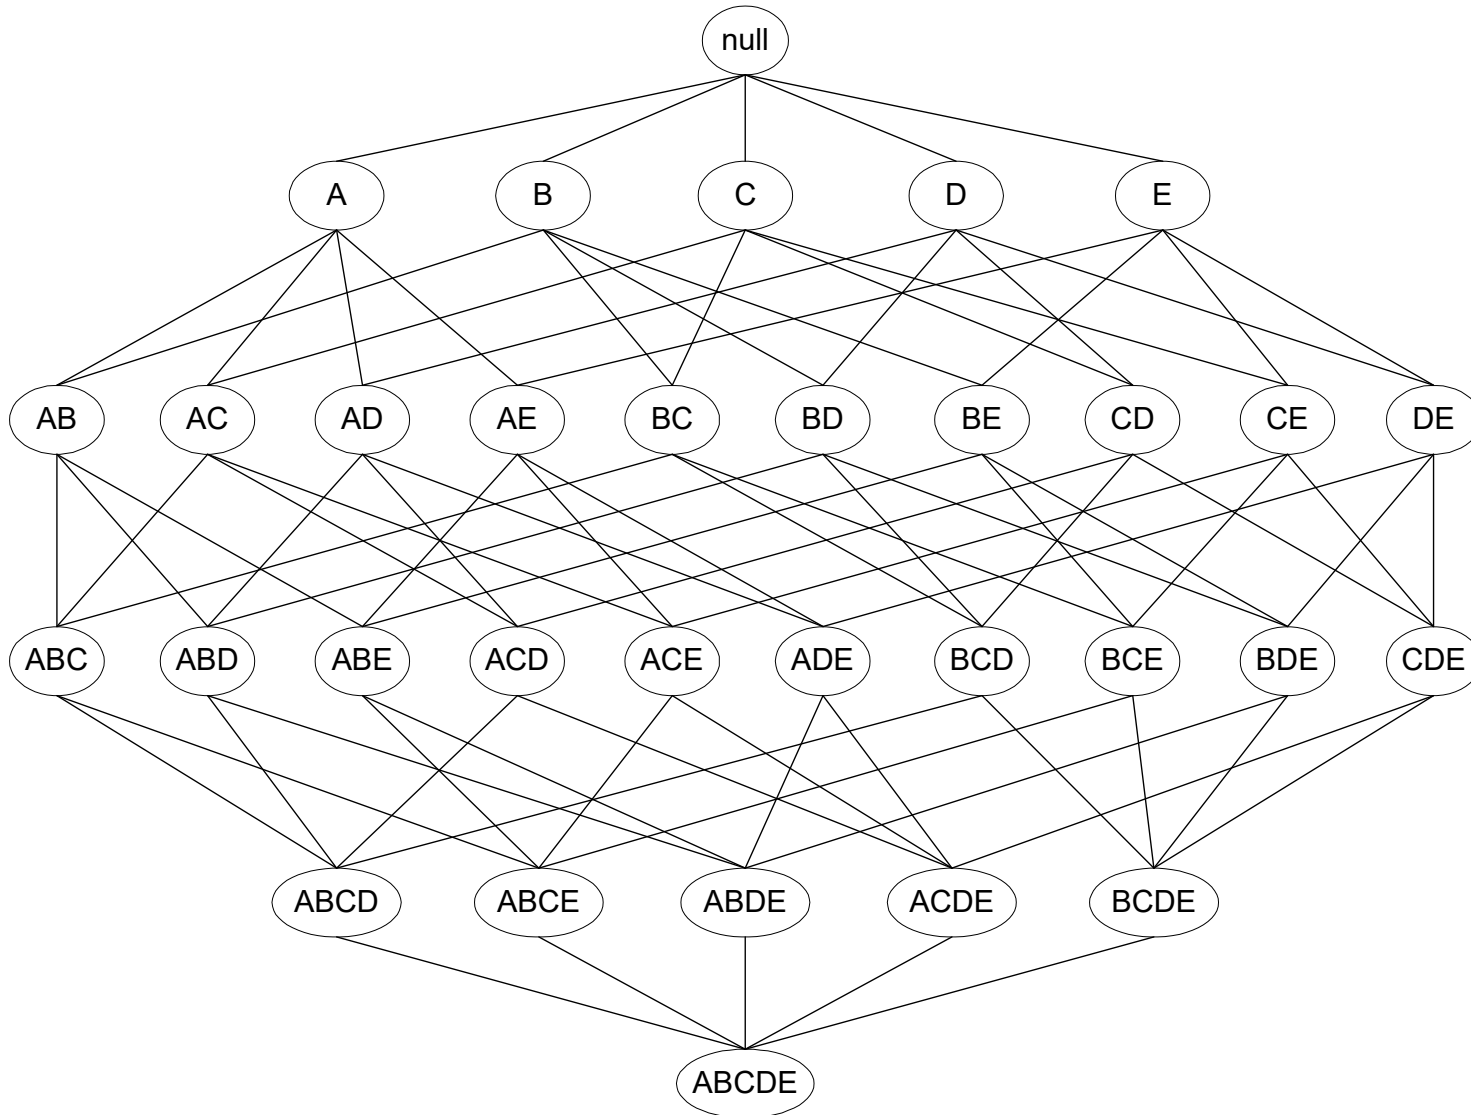 null
A B C D E
AB AC AD AE BC BD BE CD CE DE
ABC ABD ABE ACD ACE ADE BCD BCE BDE CDE
ABCD ABCE ABDE ACDE BCDE
ABCDE